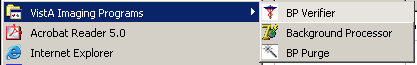 VistA Imaging Programs
Acrobat Reader 5.0
Internet Explorer
BP Verifier
Background Processor
BP Purge